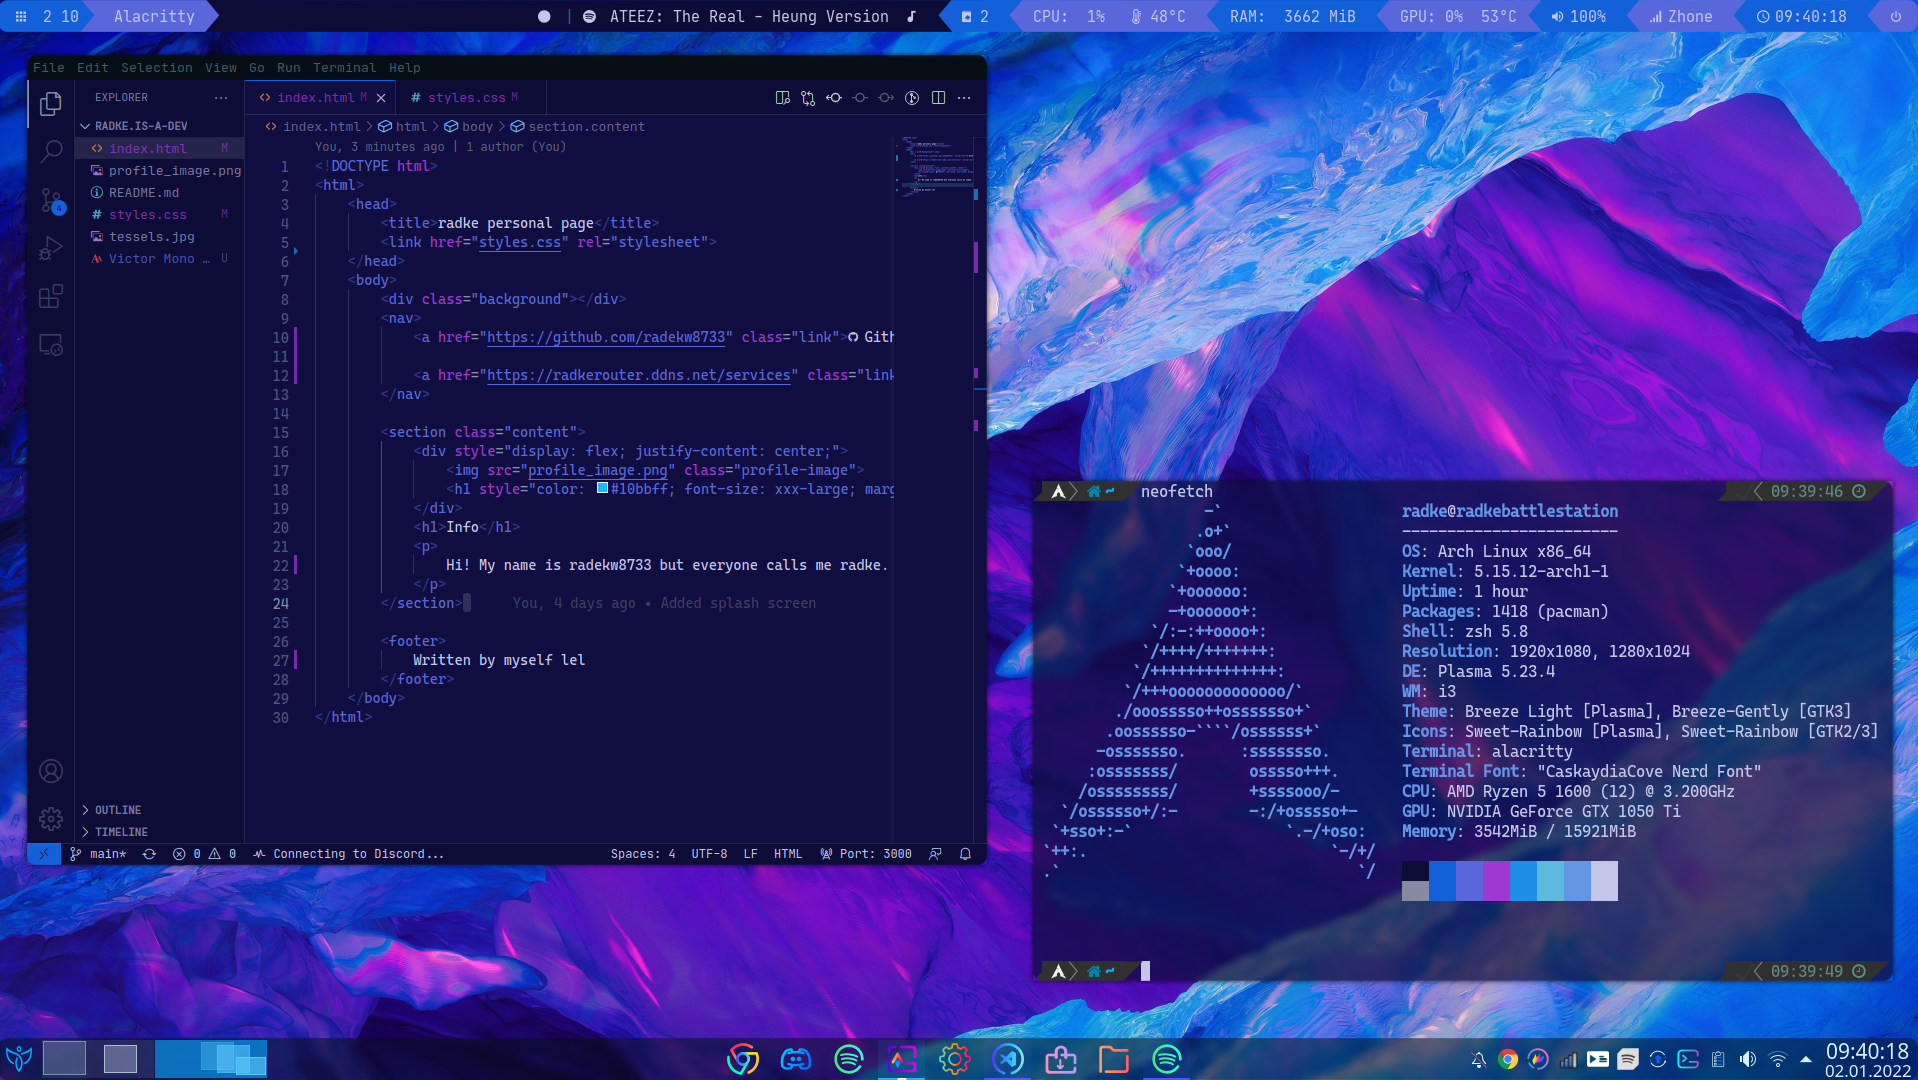 2 10 Alacritty
ATEEZ: The Real - Heung Version
2 CPU: 1% 48°C RAM: 3662 MiB GPU: 0% 53°C 100% Zhone 09:40:18
File Edit Selection View Go Run Terminal Help
EXPLORER ...
RADKE.IS-A-DEV
index.html M
profile_image.png
README.md
# styles.css M
tessels.jpg
Victor Mono … U
OUTLINE
TIMELINE
index.html M
# styles.css M
index.html > html > body > section.content
You, 3 minutes ago | 1 author (You)
1 <!DOCTYPE html>
2 <html>
3 <head>
4 <title>radke personal page</title>
5 <link href="styles.css" rel="stylesheet">
6 </head>
7 <body>
8 <div class="background"></div>
9 <nav>
10 <a href="https://github.com/radekw8733" class="link"> Gith
11
12 <a href="https://radkerouter.ddns.net/services" class="link
13 </nav>
14
15 <section class="content">
16 <div style="display: flex; justify-content: center;">
17 <img src="profile_image.png" class="profile-image">
18 <h1 style="color: #10bbff; font-size: xxx-large; marg
19 </div>
20 <h1>Info</h1>
21 <p>
22 Hi! My name is radekw8733 but everyone calls me radke.
23 </p>
24 </section> You, 4 days ago • Added splash screen
25
26 <footer>
27 Written by myself lel
28 </footer>
29 </body>
30 </html>
main* 0 0 Connecting to Discord... Spaces: 4 UTF-8 LF HTML Port: 3000
neofetch 09:39:46
radke@radkebattlestation
------------------------
OS: Arch Linux x86_64
Kernel: 5.15.12-arch1-1
Uptime: 1 hour
Packages: 1418 (pacman)
Shell: zsh 5.8
Resolution: 1920x1080, 1280x1024
DE: Plasma 5.23.4
WM: i3
Theme: Breeze Light [Plasma], Breeze-Gently [GTK3]
Icons: Sweet-Rainbow [Plasma], Sweet-Rainbow [GTK2/3]
Terminal: alacritty
Terminal Font: "CaskaydiaCove Nerd Font"
CPU: AMD Ryzen 5 1600 (12) @ 3.200GHz
GPU: NVIDIA GeForce GTX 1050 Ti
Memory: 3542MiB / 15921MiB
09:39:49
09:40:18
02.01.2022